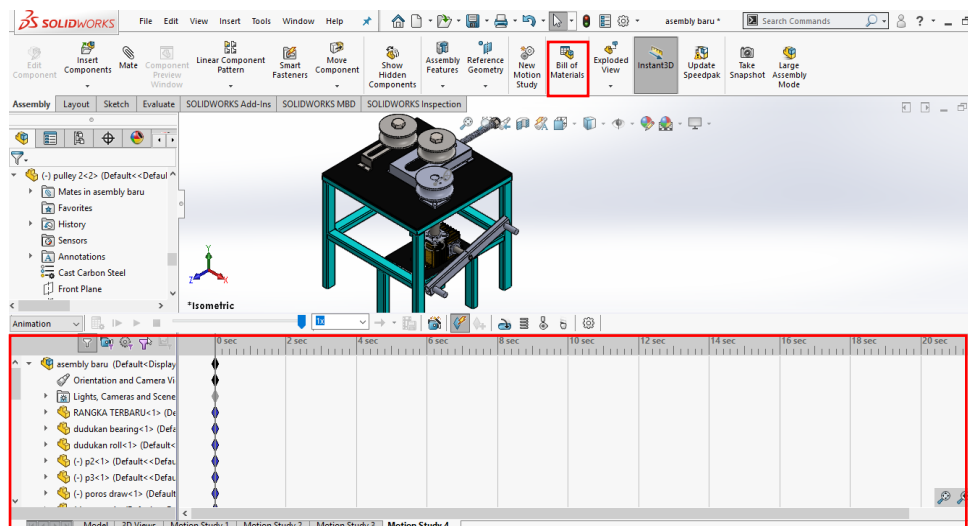 SOLIDWORKS File Edit View Insert Tools Window Help asembly baru * Search Commands
Edit Component
Insert Components
Mate
Component Preview Window
Linear Component Pattern
Smart Fasteners
Move Component
Show Hidden Components
Assembly Features
Reference Geometry
New Motion Study
Bill of Materials
Exploded View
Instant3D
Update Speedpak
Take Snapshot
Large Assembly Mode
Assembly Layout Sketch Evaluate SOLIDWORKS Add-Ins SOLIDWORKS MBD SOLIDWORKS Inspection
(-) pulley 2<2> (Default<<Defaul
Mates in asembly baru
Favorites
History
Sensors
Annotations
Cast Carbon Steel
Front Plane
Y
Z
X
*Isometric
Animation 1x
0 sec 2 sec 4 sec 6 sec 8 sec 10 sec 12 sec 14 sec 16 sec 18 sec 20 sec
asembly baru (Default<Display
Orientation and Camera Vi
Lights, Cameras and Scene
RANGKA TERBARU<1> (De
dudukan bearing<1> (Defa
dudukan roll<1> (Default<
(-) p2<1> (Default<<Defau
(-) p3<1> (Default<<Defau
(-) poros draw<1> (Default
Model 3D Views Motion Study 1 Motion Study 2 Motion Study 3 Motion Study 4